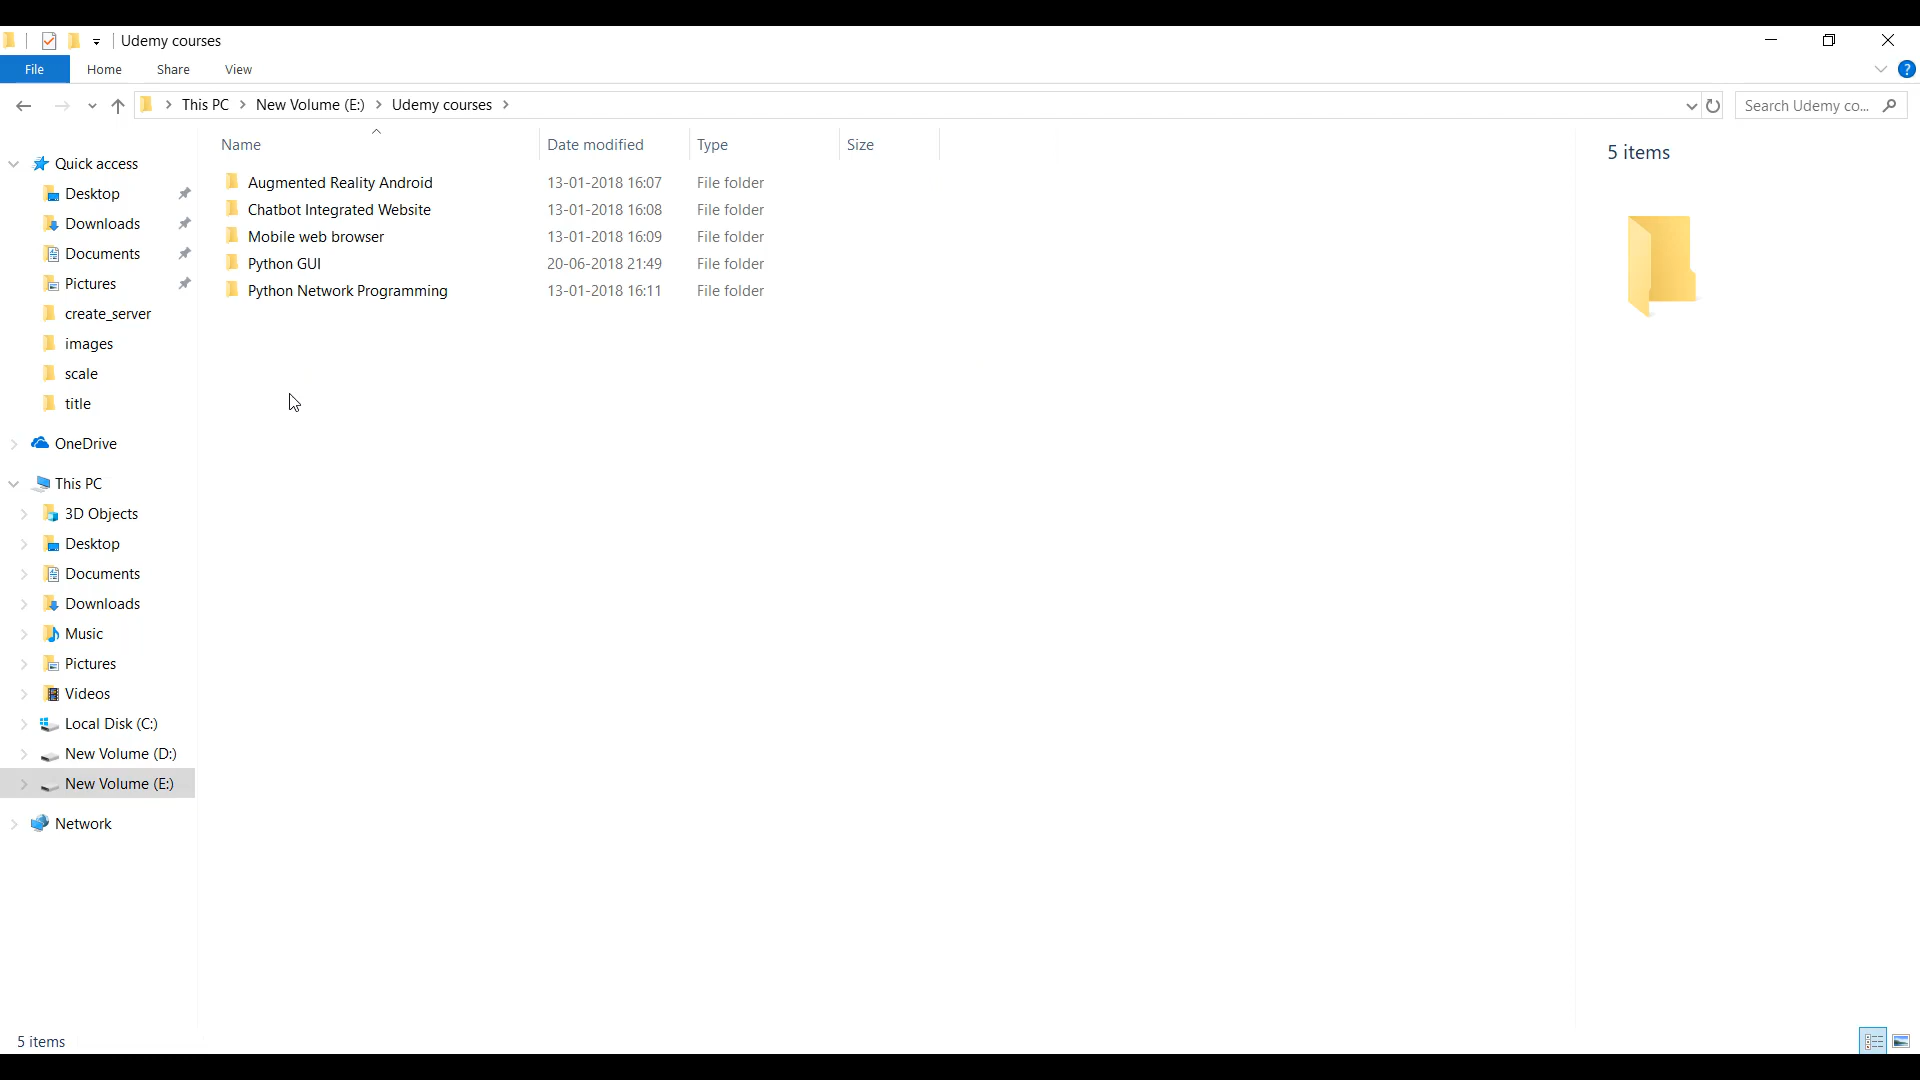 Udemy courses
File Home Share View
This PC New Volume (E:) Udemy courses
Search Udemy co...
Name Date modified Type Size
Augmented Reality Android 13-01-2018 16:07 File folder
Chatbot Integrated Website 13-01-2018 16:08 File folder
Mobile web browser 13-01-2018 16:09 File folder
Python GUI 20-06-2018 21:49 File folder
Python Network Programming 13-01-2018 16:11 File folder
5 items
Quick access
Desktop
Downloads
Documents
Pictures
create_server
images
scale
title
OneDrive
This PC
3D Objects
Desktop
Documents
Downloads
Music
Pictures
Videos
Local Disk (C:)
New Volume (D:)
New Volume (E:)
Network
5 items